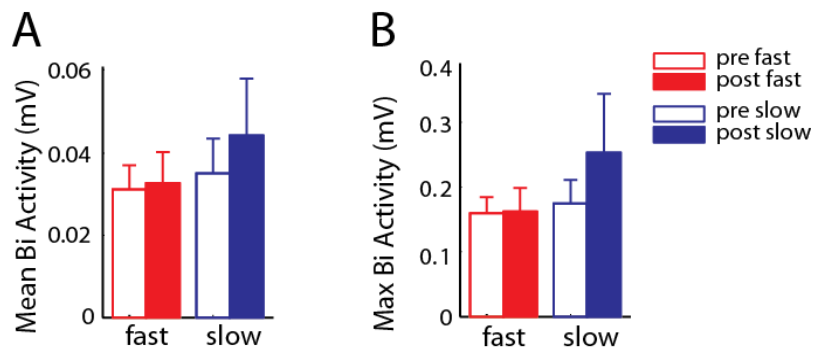 A
Mean Bi Activity (mV)
0.06
0.04
0.02
0
fast slow
B
Max Bi Activity (mV)
0.4
0.3
0.2
0.1
0
fast slow
pre fast
post fast
pre slow
post slow